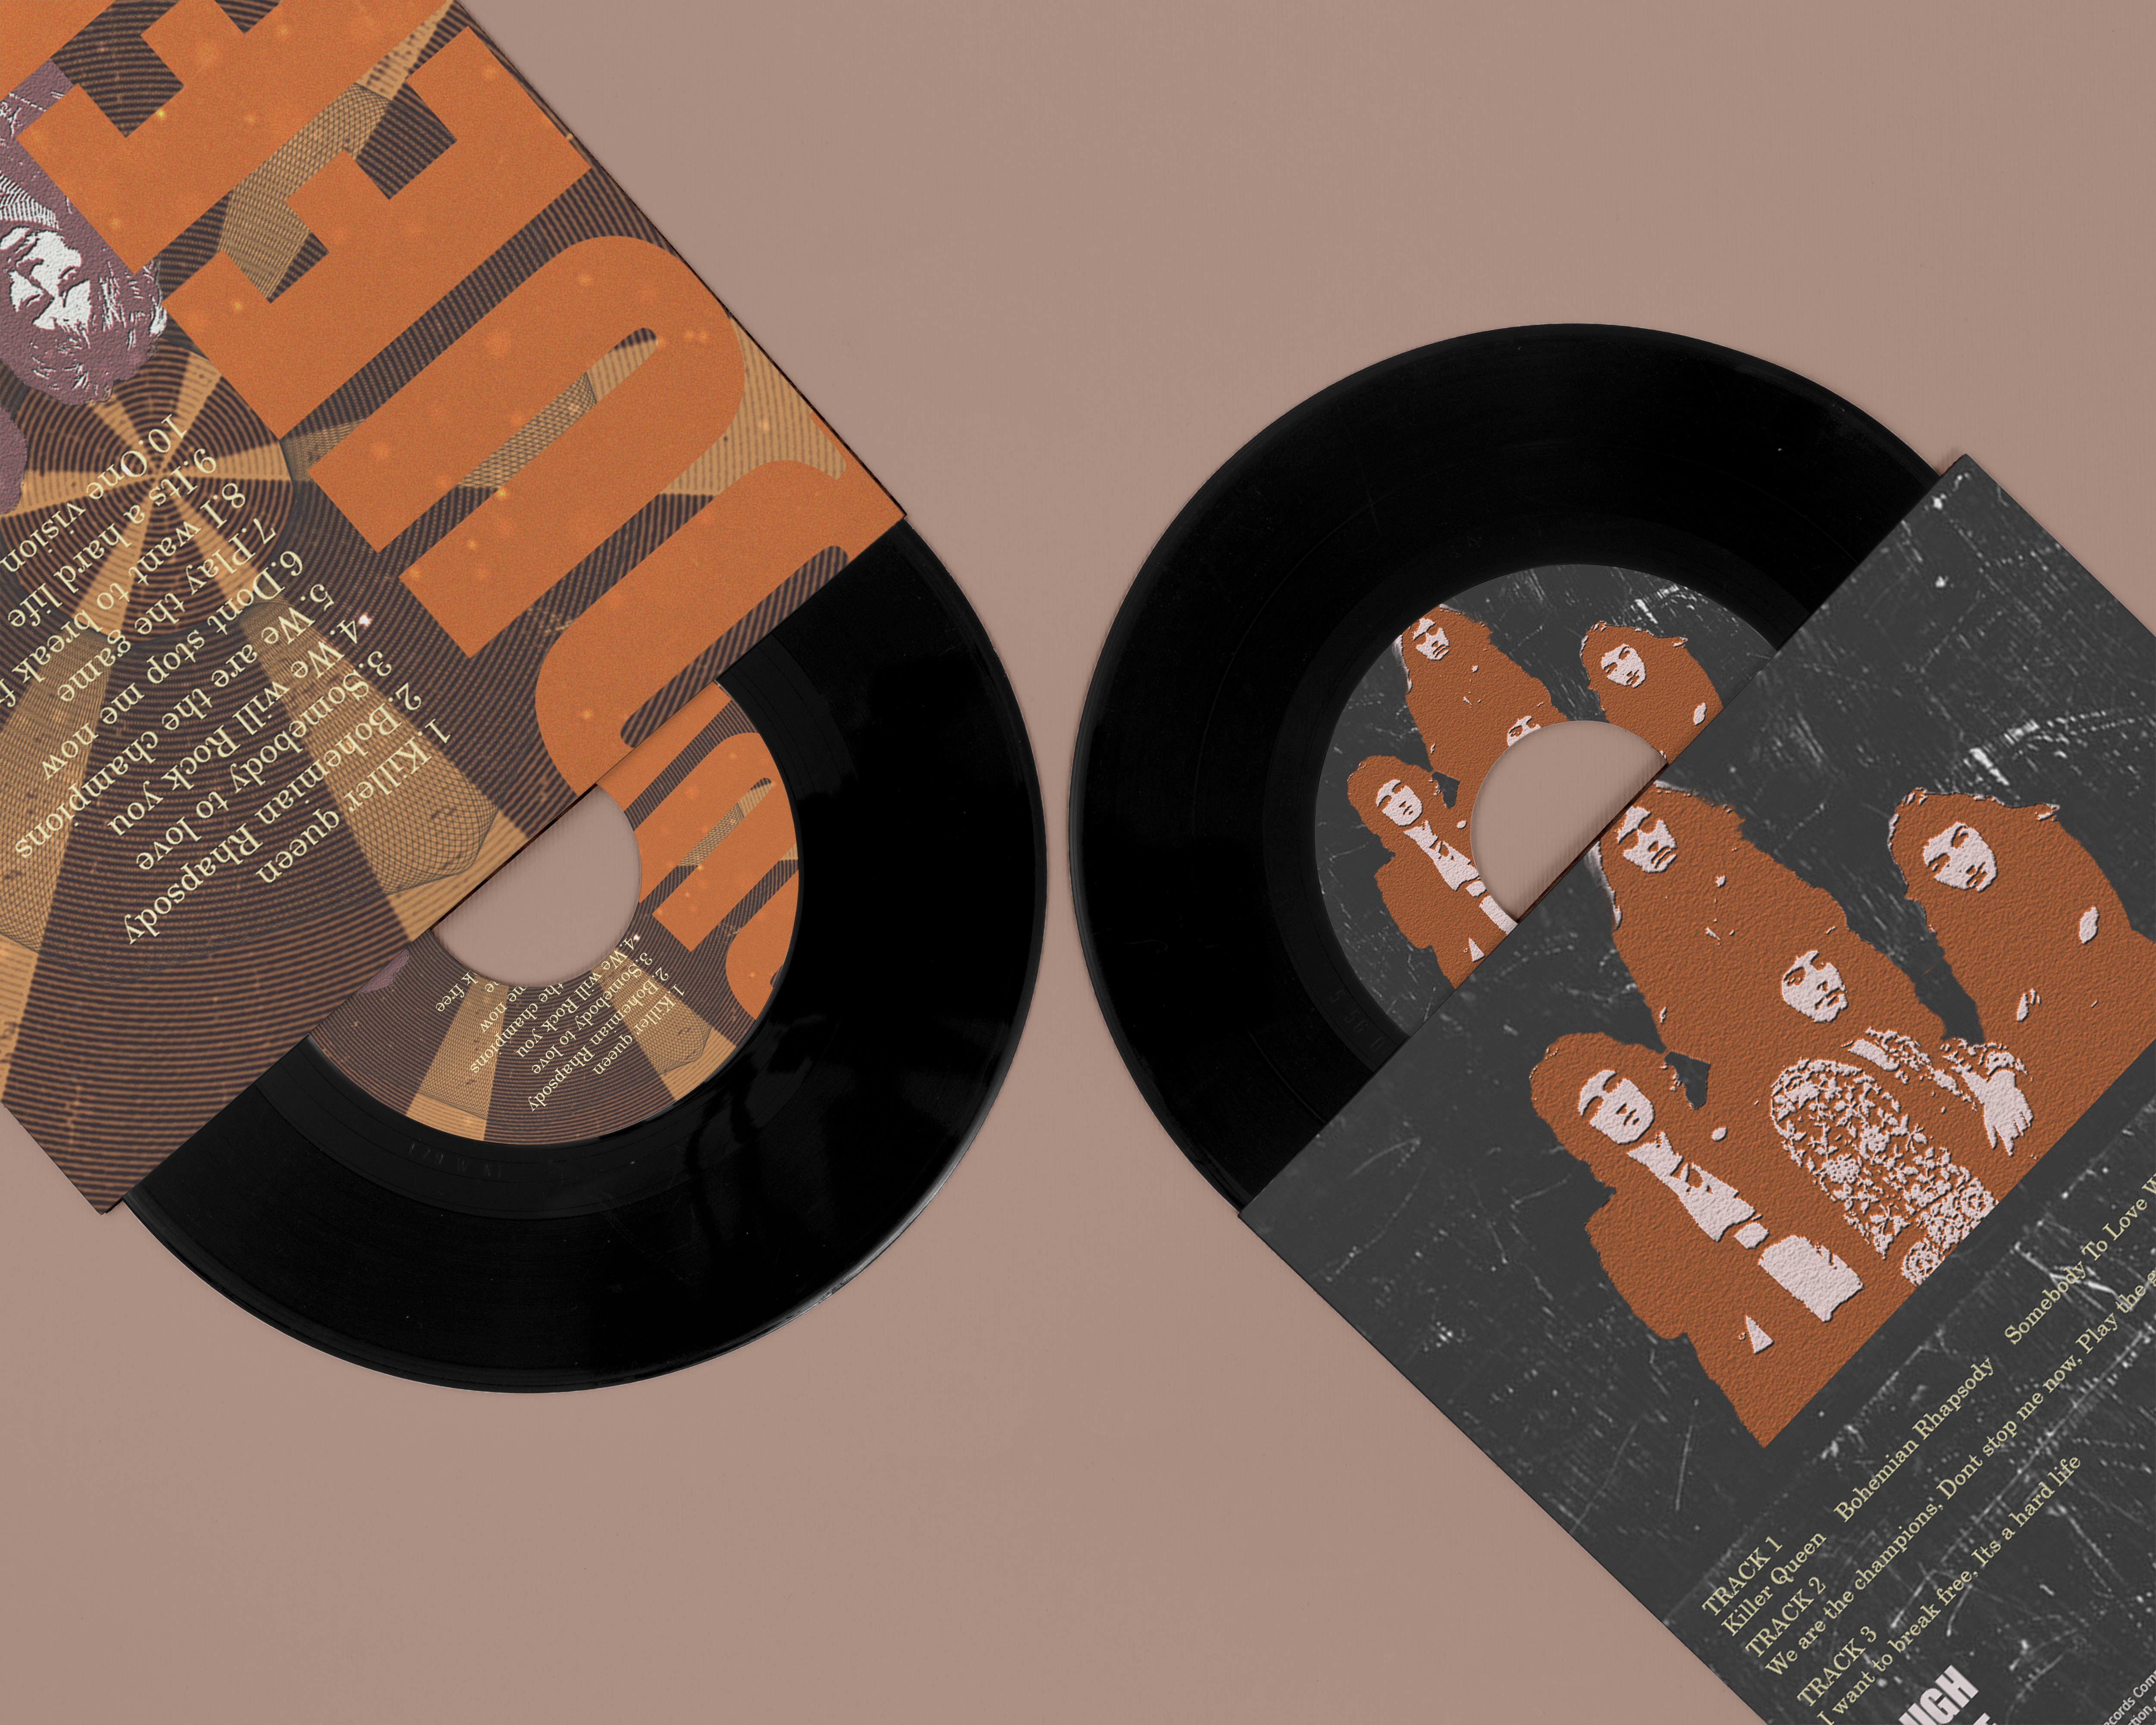 QUEE
1.Killer queen
2.Bohemian Rhapsody
3.Somebody to love
4.We will Rock you
5.We are the champions
6.Dont stop me now
7.Play the game
8.I want to break f
9.Its a hard life
10.One vision
1.Killer queen
2.Bohemian Rhapsody
3.Somebody to love
4.We will Rock you
the champions
me now
k free
TRACK 1
Killer Queen Bohemian Rhapsody Somebody To Love W
TRACK 2
We are the champions, Dont stop me now, Play the
TRACK 3
I want to break free, Its a hard life
UGH